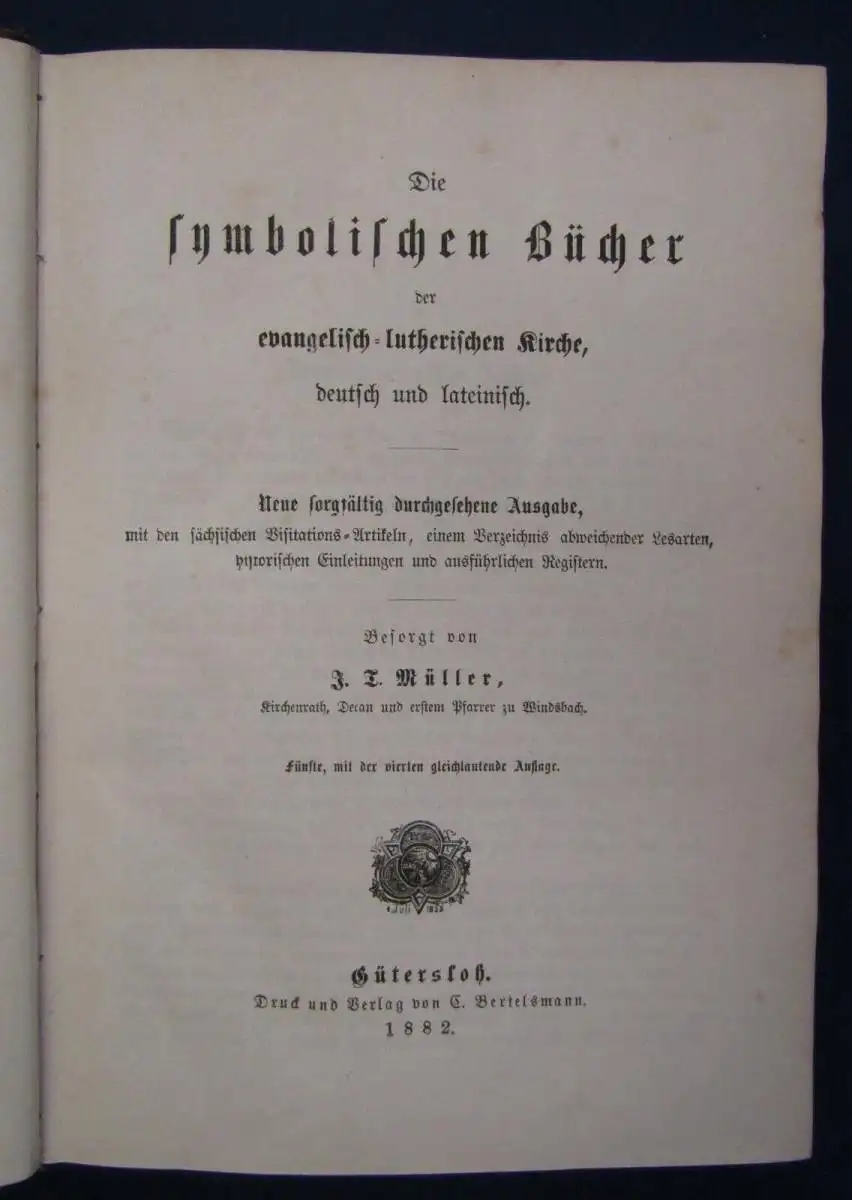 Die
symbolischen Bücher
der
evangelisch-lutherischen Kirche,
deutsch und lateinisch.
Neue sorgfältig durchgesehene Ausgabe,
mit den sächsischen Visitations-Artikeln, einem Verzeichnis abweichender Lesarten,
historischen Einleitungen und ausführlichen Registern.
Besorgt von
J. T. Müller,
Kirchenrath, Decan und erstem Pfarrer zu Windsbach.
Fünfte, mit der vierten gleichlautende Auflage.
Juli
Gütersloh.
Druck und Verlag von C. Bertelsmann.
1882.